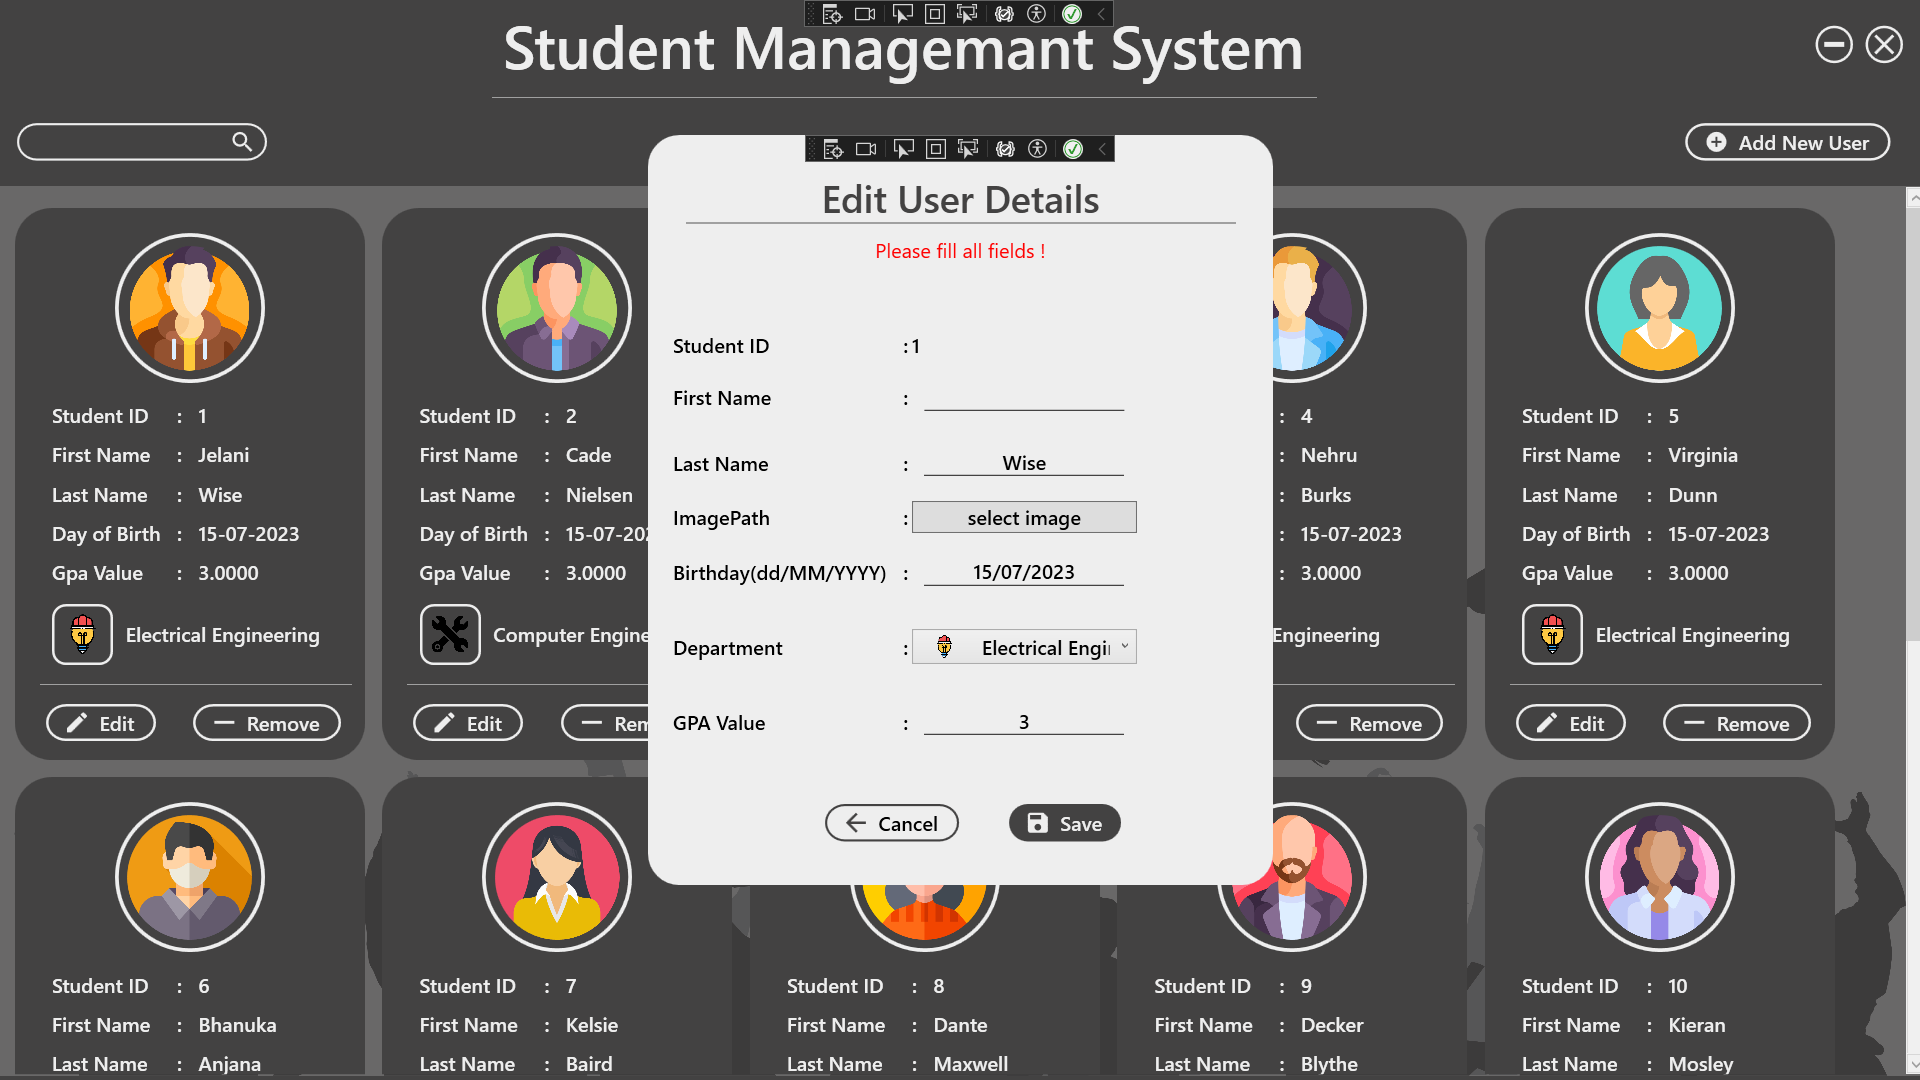 Student Managemant System
Add New User
Edit User Details
Please fill all fields !
Student ID :1
First Name :
Last Name : Wise
ImagePath : select image
Birthday(dd/MM/YYYY) : 15/07/2023
Department : Electrical Engi
GPA Value : 3
Cancel
Save
Student ID : 1
First Name : Jelani
Last Name : Wise
Day of Birth : 15-07-2023
Gpa Value : 3.0000
Electrical Engineering
Edit
Remove
Student ID : 2
First Name : Cade
Last Name : Nielsen
Day of Birth : 15-07-202
Gpa Value : 3.0000
Computer Engine
Edit
Rem
: 4
: Nehru
: Burks
: 15-07-2023
: 3.0000
Engineering
Remove
Student ID : 5
First Name : Virginia
Last Name : Dunn
Day of Birth : 15-07-2023
Gpa Value : 3.0000
Electrical Engineering
Edit
Remove
Student ID : 6
First Name : Bhanuka
Last Name : Anjana
Student ID : 7
First Name : Kelsie
Last Name : Baird
Student ID : 8
First Name : Dante
Last Name : Maxwell
Student ID : 9
First Name : Decker
Last Name : Blythe
Student ID : 10
First Name : Kieran
Last Name : Mosley